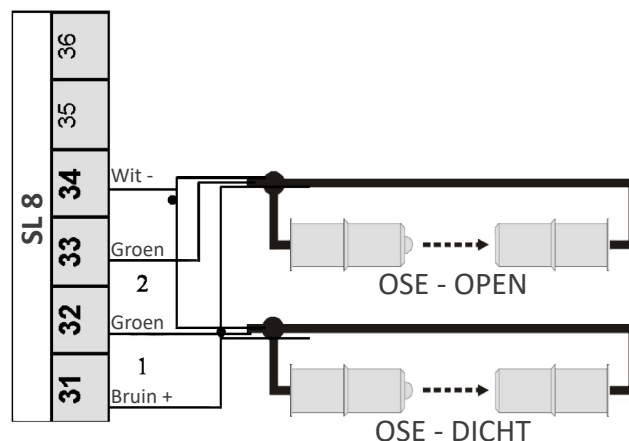 SL 8
36
35
34
Wit -
33
Groen
2
32
Groen
1
31
Bruin +
OSE - OPEN
OSE - DICHT